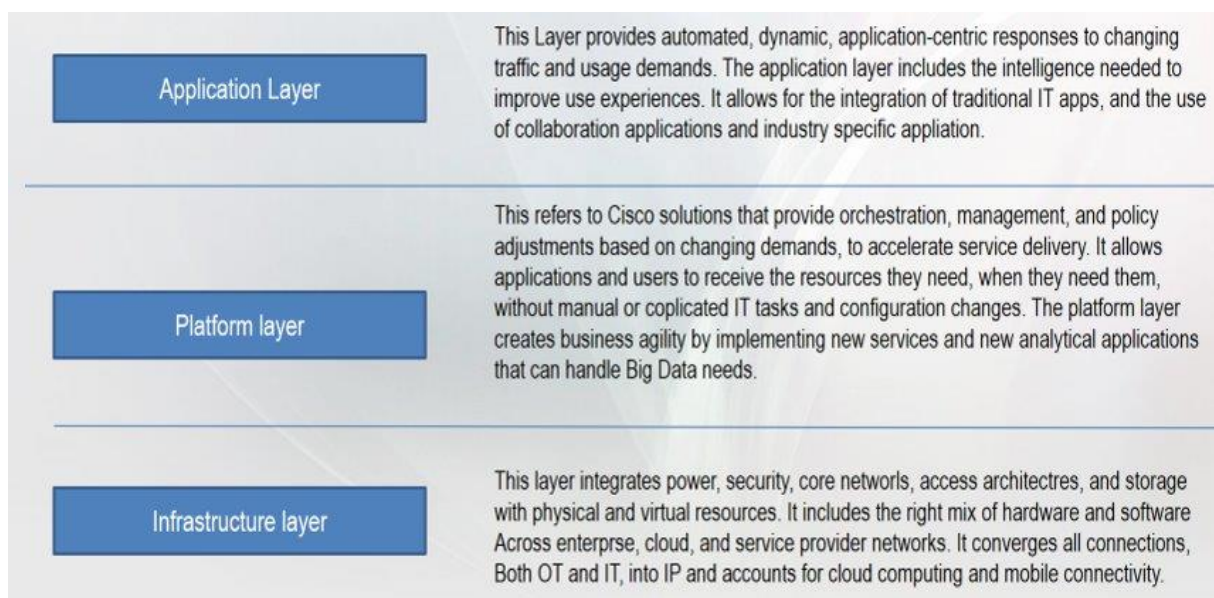 Application Layer
This Layer provides automated, dynamic, application-centric responses to changing
traffic and usage demands. The application layer includes the intelligence needed to
improve use experiences. It allows for the integration of traditional IT apps, and the use
of collaboration applications and industry specific appliation.
Platform layer
This refers to Cisco solutions that provide orchestration, management, and policy
adjustments based on changing demands, to accelerate service delivery. It allows
applications and users to receive the resources they need, when they need them,
without manual or coplicated IT tasks and configuration changes. The platform layer
creates business agility by implementing new services and new analytical applications
that can handle Big Data needs.
Infrastructure layer
This layer integrates power, security, core networls, access architectres, and storage
with physical and virtual resources. It includes the right mix of hardware and software
Across enterprse, cloud, and service provider networks. It converges all connections,
Both OT and IT, into IP and accounts for cloud computing and mobile connectivity.